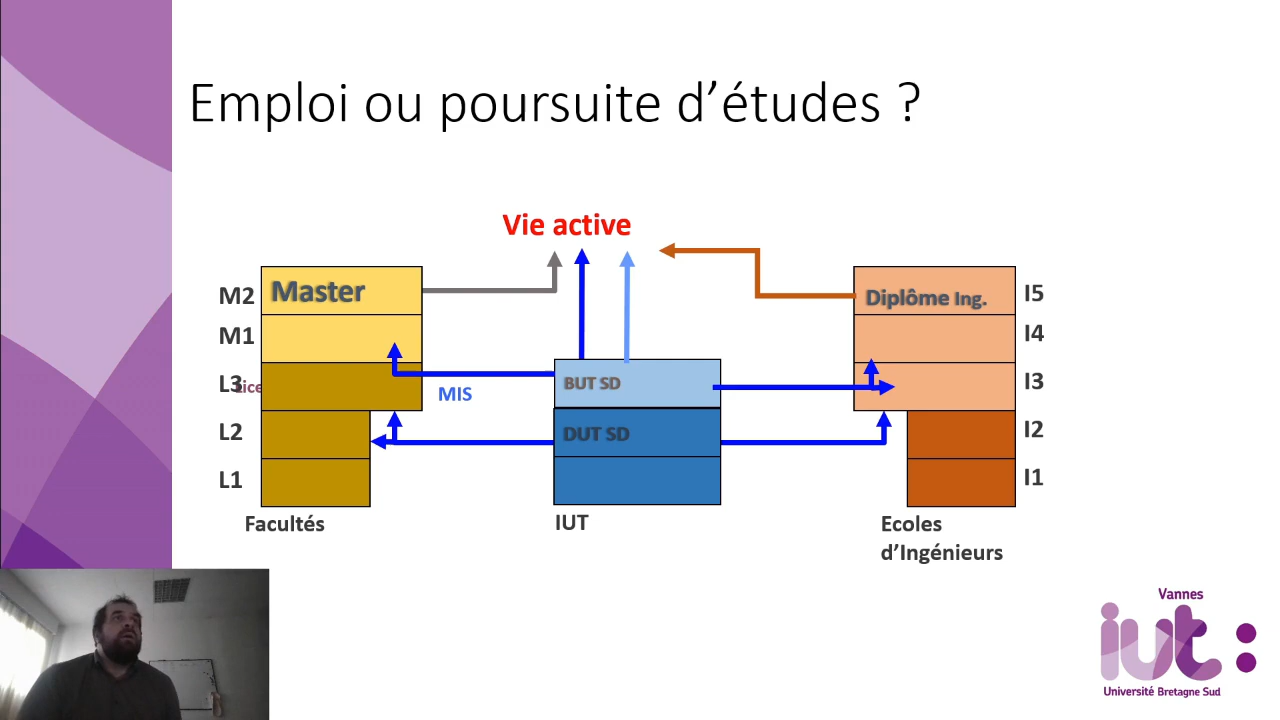 Emploi ou poursuite d'études ?
Vie active
M2
Master
Diplôme Ing.
I5
M1
I4
L3
Lice
MIS
BUT SD
I3
L2
DUT SD
I2
L1
I1
Facultés
IUT
Ecoles
d'Ingénieurs
Vannes
iut:
Université Bretagne Sud